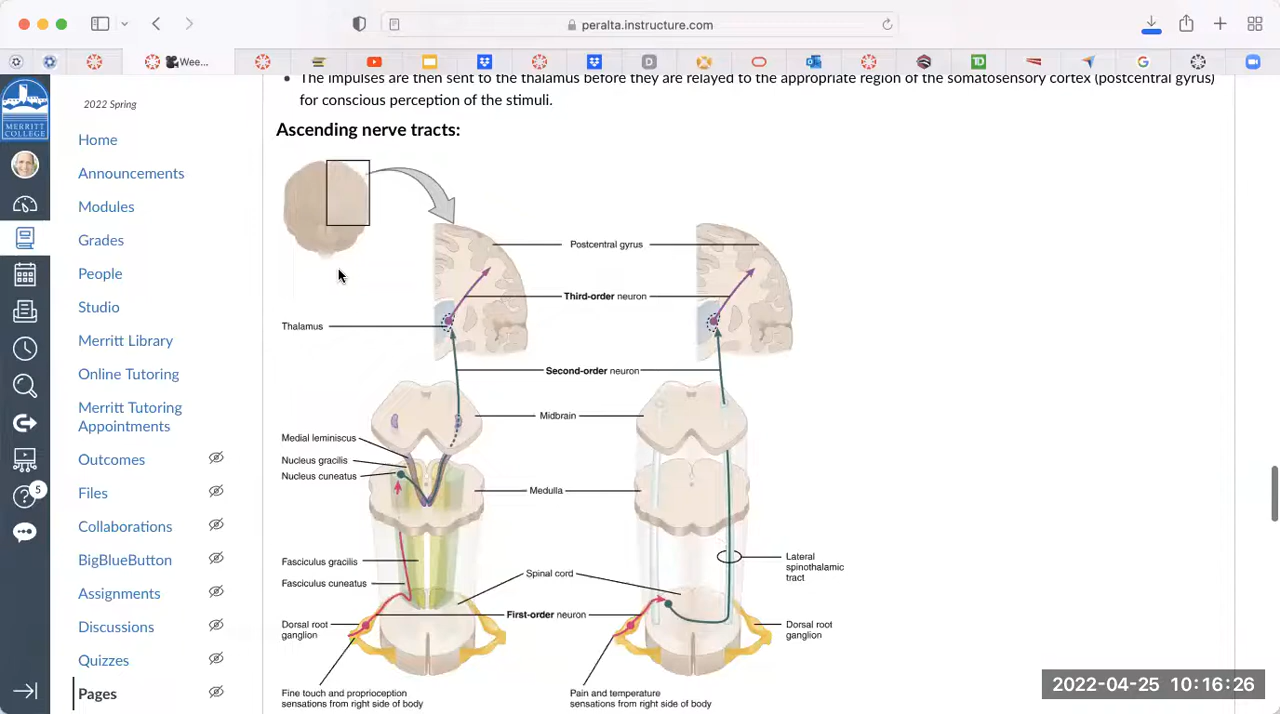 peralta.instructure.com
Wee...
The impulses are then sent to the thalamus before they are relayed to the appropriate region of the somatosensory cortex (postcentral gyrus)
for conscious perception of the stimuli.
Ascending nerve tracts:
MERRITT
COLLEGE
5
2022 Spring
Home
Announcements
Modules
Grades
People
Studio
Merritt Library
Online Tutoring
Merritt Tutoring
Appointments
Outcomes
Files
Collaborations
BigBlueButton
Assignments
Discussions
Quizzes
Pages
Postcentral gyrus
Third-order neuron
Thalamus
Second-order neuron
Midbrain
Medial leminiscus
Nucleus gracilis
Nucleus cuneatus
Medulla
Fasciculus gracilis
Fasciculus cuneatus
Lateral
spinothalamic
tract
Spinal cord
First-order neuron
Dorsal root
ganglion
Dorsal root
ganglion
Fine touch and proprioception
sensations from right side of body
Pain and temperature
sensations from right side of body
2022-04-25 10:16:26